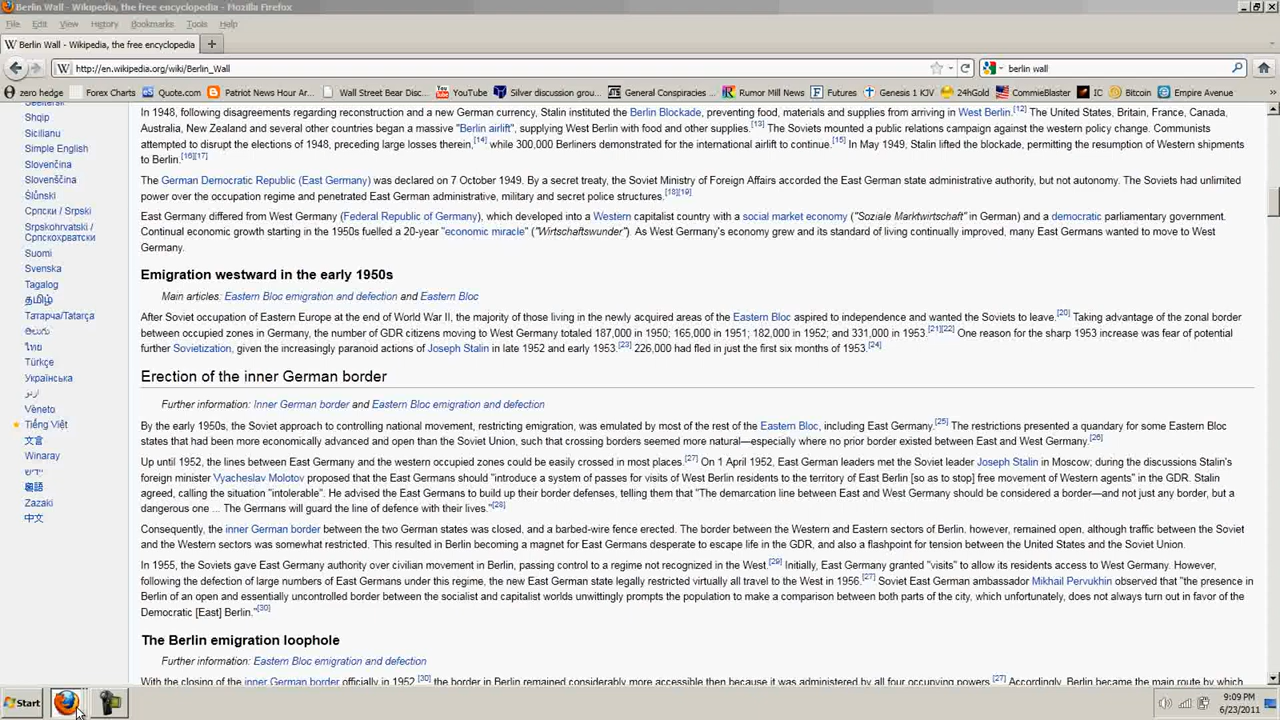 Berlin Wall - Wikipedia, the free encyclopedia - Mozilla Firefox
File Edit View History Bookmarks Tools Help
W Berlin Wall - Wikipedia, the free encyclopedia +
W http://en.wikipedia.org/wiki/Berlin_Wall berlin wall
zero hedge Forex Charts Quote.com Patriot News Hour Ar... Wall Street Bear Disc... YouTube Silver discussion grou... General Conspiracies ... Rumor Mill News Futures Genesis 1 KJV 24hGold CommieBlaster IC Bitcoin Empire Avenue
Shqip
Sicilianu
Simple English
Slovenčina
Slovenščina
Ślůnski
Српски / Srpski
Srpskohrvatski /
Српскохрватски
Suomi
Svenska
Tagalog
தமிழ்
Татарча/Tatarça
తెలుగు
ไทย
Türkçe
Українська
اردو
Vèneto
Tiếng Việt
文言
Winaray
ייִדיש
粵語
Zazaki
中文
In 1948, following disagreements regarding reconstruction and a new German currency, Stalin instituted the Berlin Blockade, preventing food, materials and supplies from arriving in West Berlin.[12] The United States, Britain, France, Canada,
Australia, New Zealand and several other countries began a massive "Berlin airlift", supplying West Berlin with food and other supplies.[13] The Soviets mounted a public relations campaign against the western policy change. Communists
attempted to disrupt the elections of 1948, preceding large losses therein,[14] while 300,000 Berliners demonstrated for the international airlift to continue.[15] In May 1949, Stalin lifted the blockade, permitting the resumption of Western shipments
to Berlin.[16][17]
The German Democratic Republic (East Germany) was declared on 7 October 1949. By a secret treaty, the Soviet Ministry of Foreign Affairs accorded the East German state administrative authority, but not autonomy. The Soviets had unlimited
power over the occupation regime and penetrated East German administrative, military and secret police structures.[18][19]
East Germany differed from West Germany (Federal Republic of Germany), which developed into a Western capitalist country with a social market economy ("Soziale Marktwirtschaft" in German) and a democratic parliamentary government.
Continual economic growth starting in the 1950s fuelled a 20-year "economic miracle" ("Wirtschaftswunder"). As West Germany's economy grew and its standard of living continually improved, many East Germans wanted to move to West
Germany.
Emigration westward in the early 1950s
Main articles: Eastern Bloc emigration and defection and Eastern Bloc
After Soviet occupation of Eastern Europe at the end of World War II, the majority of those living in the newly acquired areas of the Eastern Bloc aspired to independence and wanted the Soviets to leave.[20] Taking advantage of the zonal border
between occupied zones in Germany, the number of GDR citizens moving to West Germany totaled 187,000 in 1950; 165,000 in 1951; 182,000 in 1952; and 331,000 in 1953.[21][22] One reason for the sharp 1953 increase was fear of potential
further Sovietization, given the increasingly paranoid actions of Joseph Stalin in late 1952 and early 1953.[23] 226,000 had fled in just the first six months of 1953.[24]
Erection of the inner German border
Further information: Inner German border and Eastern Bloc emigration and defection
By the early 1950s, the Soviet approach to controlling national movement, restricting emigration, was emulated by most of the rest of the Eastern Bloc, including East Germany.[25] The restrictions presented a quandary for some Eastern Bloc
states that had been more economically advanced and open than the Soviet Union, such that crossing borders seemed more natural—especially where no prior border existed between East and West Germany.[26]
Up until 1952, the lines between East Germany and the western occupied zones could be easily crossed in most places.[27] On 1 April 1952, East German leaders met the Soviet leader Joseph Stalin in Moscow; during the discussions Stalin's
foreign minister Vyacheslav Molotov proposed that the East Germans should "introduce a system of passes for visits of West Berlin residents to the territory of East Berlin [so as to stop] free movement of Western agents" in the GDR. Stalin
agreed, calling the situation "intolerable". He advised the East Germans to build up their border defenses, telling them that "The demarcation line between East and West Germany should be considered a border—and not just any border, but a
dangerous one ... The Germans will guard the line of defence with their lives."[28]
Consequently, the inner German border between the two German states was closed, and a barbed-wire fence erected. The border between the Western and Eastern sectors of Berlin, however, remained open, although traffic between the Soviet
and the Western sectors was somewhat restricted. This resulted in Berlin becoming a magnet for East Germans desperate to escape life in the GDR, and also a flashpoint for tension between the United States and the Soviet Union.
In 1955, the Soviets gave East Germany authority over civilian movement in Berlin, passing control to a regime not recognized in the West.[29] Initially, East Germany granted "visits" to allow its residents access to West Germany. However,
following the defection of large numbers of East Germans under this regime, the new East German state legally restricted virtually all travel to the West in 1956.[27] Soviet East German ambassador Mikhail Pervukhin observed that "the presence in
Berlin of an open and essentially uncontrolled border between the socialist and capitalist worlds unwittingly prompts the population to make a comparison between both parts of the city, which unfortunately, does not always turn out in favor of the
Democratic [East] Berlin."[30]
The Berlin emigration loophole
Further information: Eastern Bloc emigration and defection
With the closing of the inner German border officially in 1952,[30] the border in Berlin remained considerably more accessible then because it was administered by all four occupying powers.[27] Accordingly, Berlin became the main route by which
Start 9:09 PM
6/23/2011